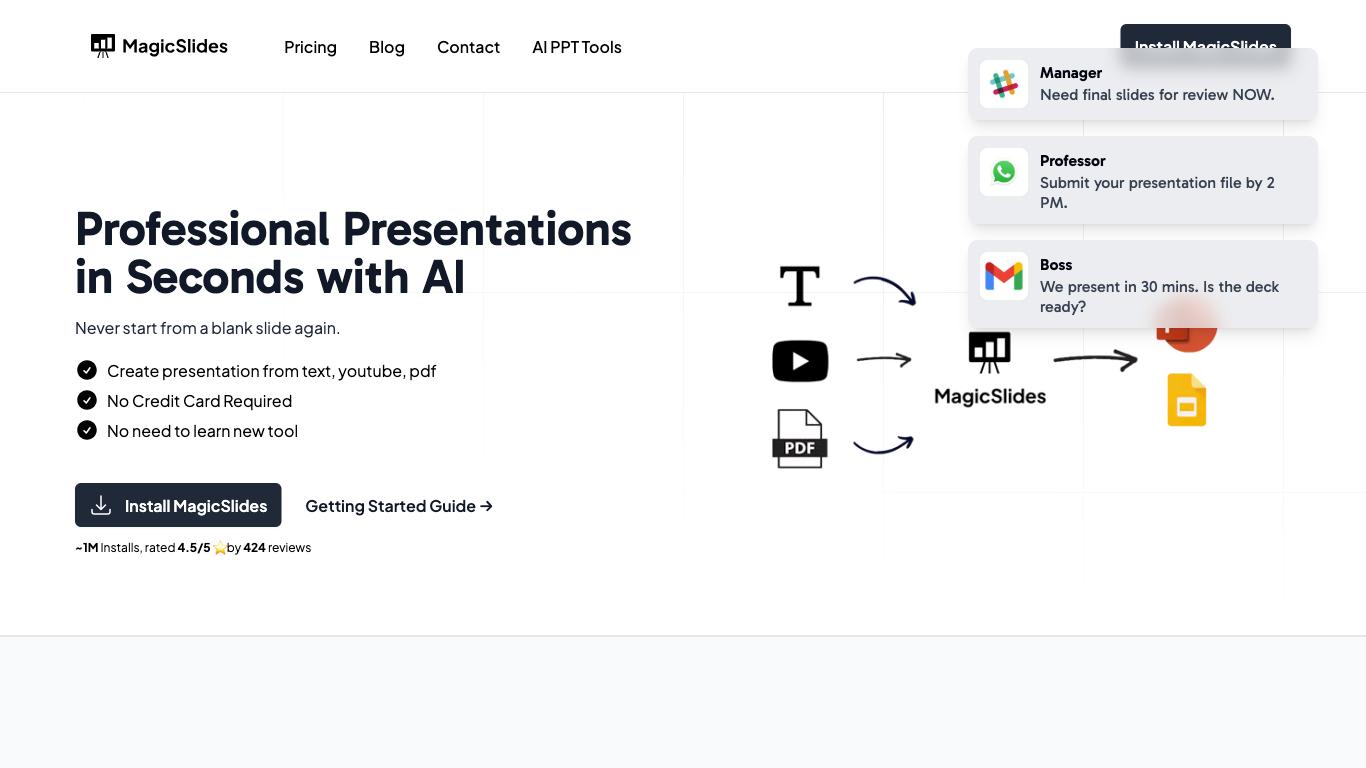 MagicSlides
Pricing
Blog
Contact
AI PPT Tools
Install MagicSlides
Manager
Need final slides for review NOW.
Professor
Submit your presentation file by 2
PM.
Boss
We present in 30 mins. Is the deck
ready?
Professional Presentations
in Seconds with AI
Never start from a blank slide again.
Create presentation from text, youtube, pdf
No Credit Card Required
No need to learn new tool
Install MagicSlides
Getting Started Guide →
~1M Installs, rated 4.5/5 ⭐by 424 reviews
T
MagicSlides
PDF